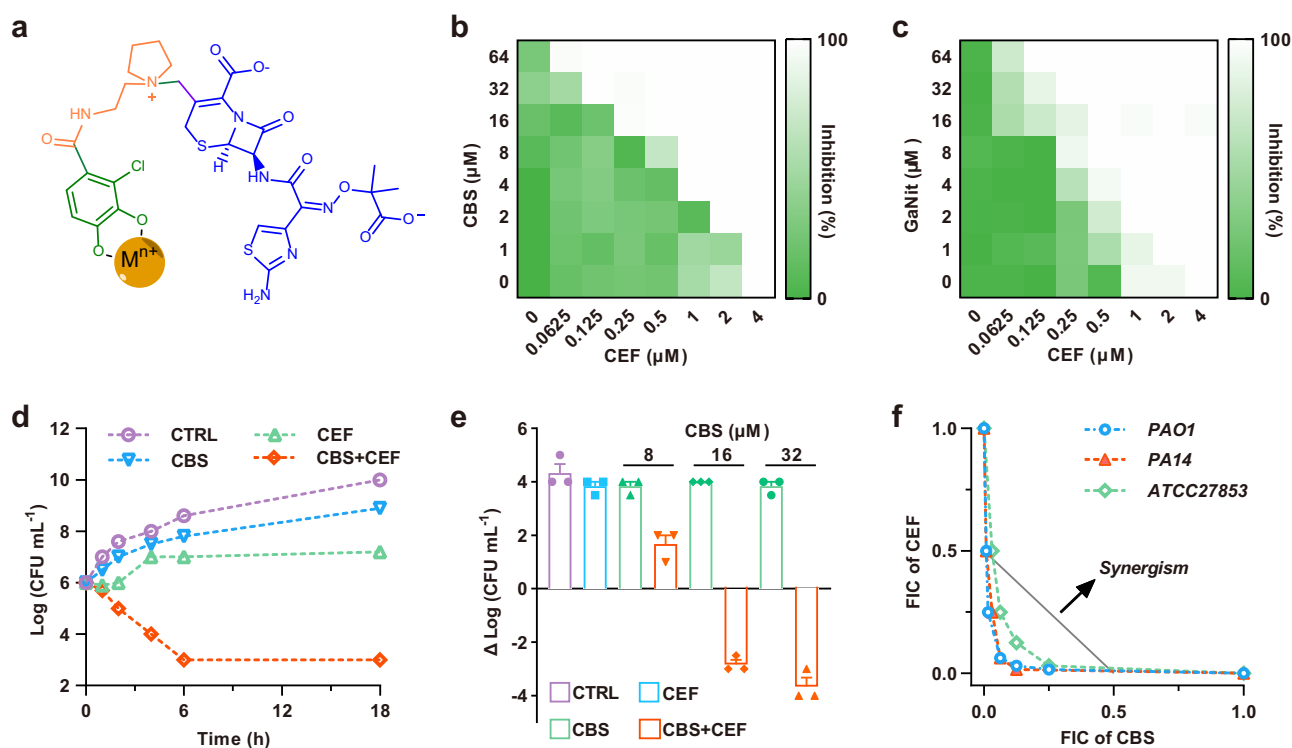 a
N
+
HN
O
Cl
O
O
Mⁿ⁺
O
O-
N
O
S
H
HN
O
O
N
O
O-
S
N
H₂N
b
CBS (µM)
64
32
16
8
4
2
1
0
0
0.0625
0.125
0.25
0.5
1
2
4
CEF (µM)
100
0
Inhibition (%)
c
GaNit (µM)
64
32
16
8
4
2
1
0
0
0.0625
0.125
0.25
0.5
1
2
4
CEF (µM)
100
0
Inhibition (%)
d
CTRL
CEF
CBS
CBS+CEF
Log (CFU mL⁻¹)
12
10
8
6
4
2
0
6
12
18
Time (h)
e
CBS (µM)
8
16
32
Δ Log (CFU mL⁻¹)
6
4
2
0
-2
-4
CTRL
CEF
CBS
CBS+CEF
f
PAO1
PA14
ATCC27853
Synergism
FIC of CEF
1.0
0.5
0.0
0.0
0.5
1.0
FIC of CBS